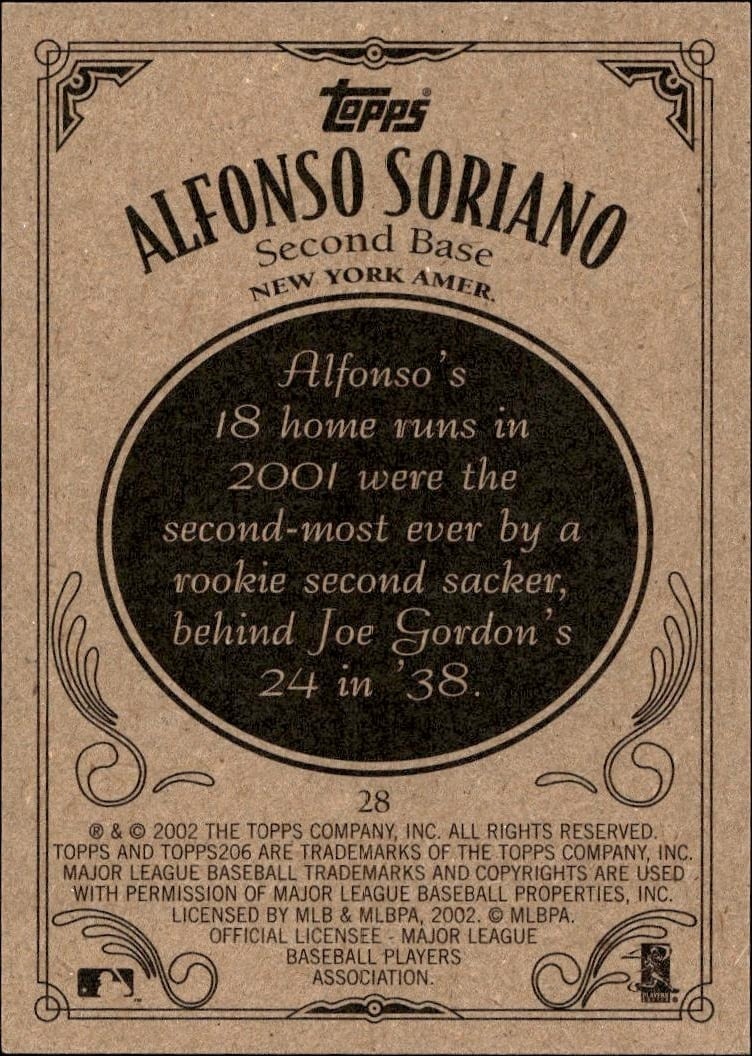 Topps®
ALFONSO SORIANO
Second Base
NEW YORK AMER.
Alfonso's
18 home runs in
2001 were the
second-most ever by a
rookie second sacker,
behind Joe Gordon's
24 in '38.
28
® & © 2002 THE TOPPS COMPANY, INC. ALL RIGHTS RESERVED.
TOPPS AND TOPPS206 ARE TRADEMARKS OF THE TOPPS COMPANY, INC.
MAJOR LEAGUE BASEBALL TRADEMARKS AND COPYRIGHTS ARE USED
WITH PERMISSION OF MAJOR LEAGUE BASEBALL PROPERTIES, INC.
LICENSED BY MLB & MLBPA, 2002. © MLBPA.
OFFICIAL LICENSEE - MAJOR LEAGUE
BASEBALL PLAYERS
ASSOCIATION.